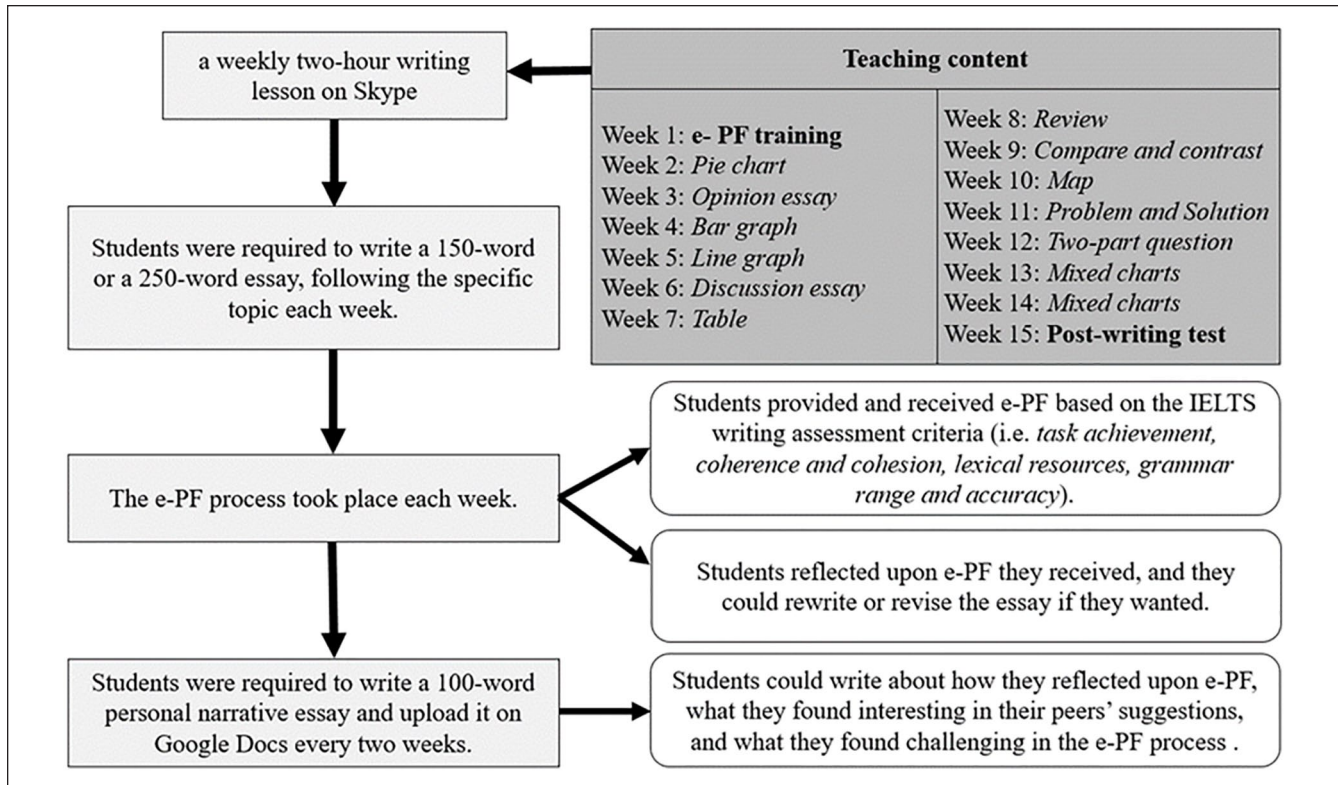 a weekly two-hour writing
lesson on Skype
Teaching content
Week 1: e- PF training
Week 2: Pie chart
Week 3: Opinion essay
Week 4: Bar graph
Week 5: Line graph
Week 6: Discussion essay
Week 7: Table
Week 8: Review
Week 9: Compare and contrast
Week 10: Map
Week 11: Problem and Solution
Week 12: Two-part question
Week 13: Mixed charts
Week 14: Mixed charts
Week 15: Post-writing test
Students were required to write a 150-word
or a 250-word essay, following the specific
topic each week.
The e-PF process took place each week.
Students provided and received e-PF based on the IELTS
writing assessment criteria (i.e. task achievement,
coherence and cohesion, lexical resources, grammar
range and accuracy).
Students reflected upon e-PF they received, and they
could rewrite or revise the essay if they wanted.
Students were required to write a 100-word
personal narrative essay and upload it on
Google Docs every two weeks.
Students could write about how they reflected upon e-PF,
what they found interesting in their peers’ suggestions,
and what they found challenging in the e-PF process .